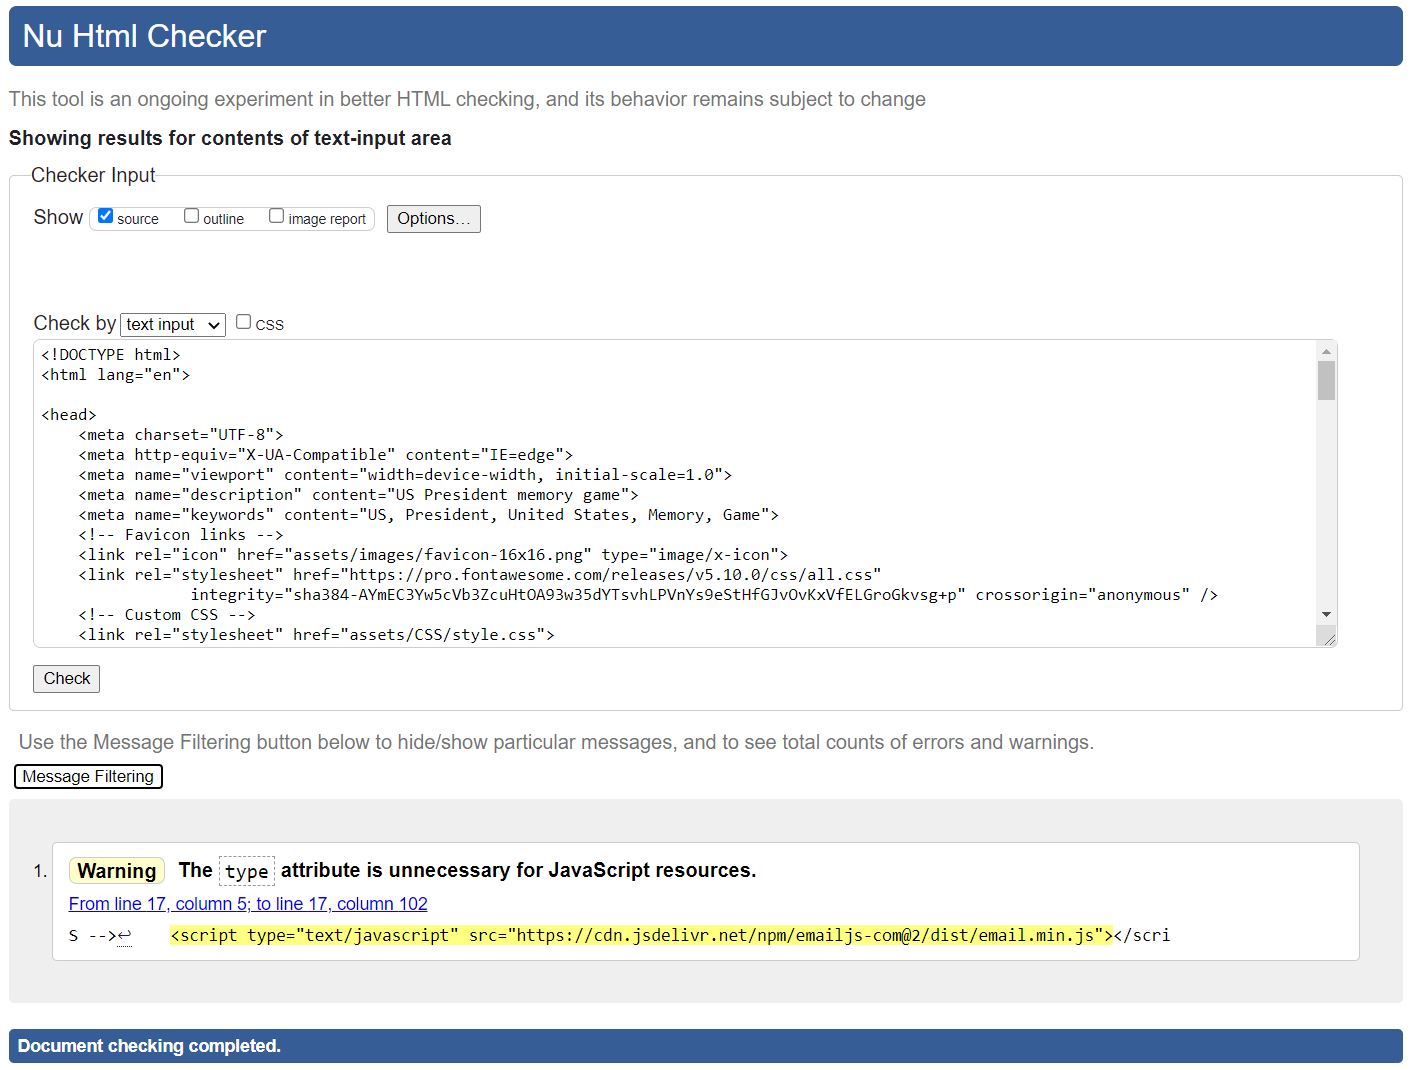 Nu Html Checker
This tool is an ongoing experiment in better HTML checking, and its behavior remains subject to change
Showing results for contents of text-input area
Checker Input
Show source outline image report Options...
Check by text input CSS
<!DOCTYPE html>
<html lang="en">
<head>
<meta charset="UTF-8">
<meta http-equiv="X-UA-Compatible" content="IE=edge">
<meta name="viewport" content="width=device-width, initial-scale=1.0">
<meta name="description" content="US President memory game">
<meta name="keywords" content="US, President, United States, Memory, Game">
<!-- Favicon links -->
<link rel="icon" href="assets/images/favicon-16x16.png" type="image/x-icon">
<link rel="stylesheet" href="https://pro.fontawesome.com/releases/v5.10.0/css/all.css"
integrity="sha384-AYmEC3Yw5cVb3ZcuHtOA93w35dYTsvhLPVnYs9eStHfGJvOvKxVfELGroGkvsg+p" crossorigin="anonymous" />
<!-- Custom CSS -->
<link rel="stylesheet" href="assets/CSS/style.css">
Check
Use the Message Filtering button below to hide/show particular messages, and to see total counts of errors and warnings.
Message Filtering
1. Warning The type attribute is unnecessary for JavaScript resources.
From line 17, column 5; to line 17, column 102
S -->↩ <script type="text/javascript" src="https://cdn.jsdelivr.net/npm/emailjs-com@2/dist/email.min.js"></scri
Document checking completed.